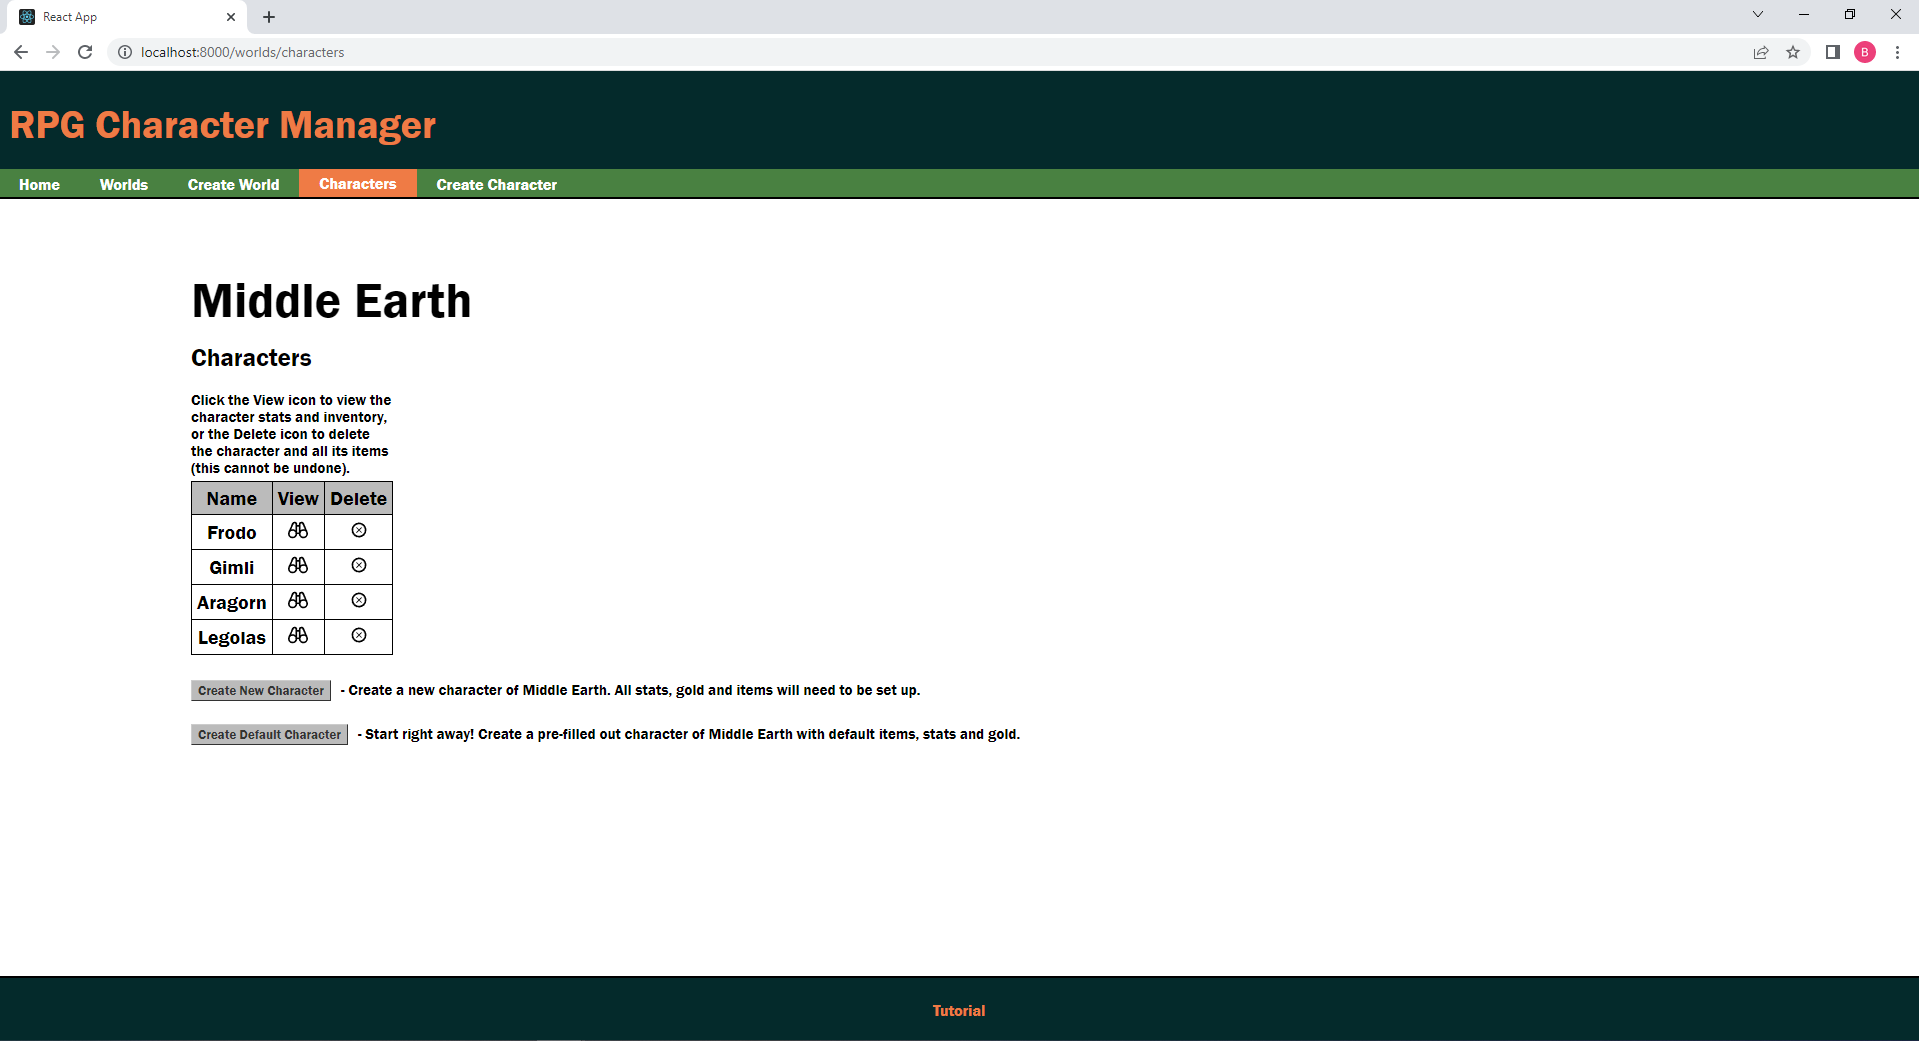 React App
localhost:8000/worlds/characters
B
RPG Character Manager
Home Worlds Create World Characters Create Character
Middle Earth
Characters
Click the View icon to view the
character stats and inventory,
or the Delete icon to delete
the character and all its items
(this cannot be undone).
Name View Delete
Frodo
Gimli
Aragorn
Legolas
Create New Character - Create a new character of Middle Earth. All stats, gold and items will need to be set up.
Create Default Character - Start right away! Create a pre-filled out character of Middle Earth with default items, stats and gold.
Tutorial